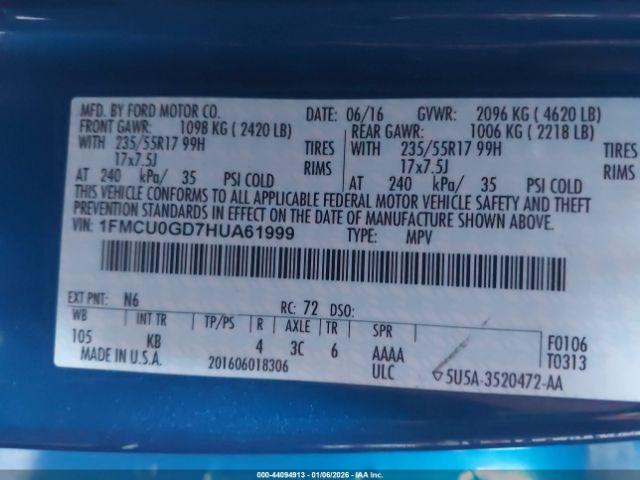 MFD. BY FORD MOTOR CO. DATE: 06/16 GVWR: 2096 KG ( 4620 LB)
FRONT GAWR: 1098 KG ( 2420 LB) REAR GAWR: 1006 KG ( 2218 LB)
WITH 235/55R17 99H TIRES WITH 235/55R17 99H TIRES
17x7.5J RIMS 17x7.5J RIMS
AT 240 kPa/ 35 PSI COLD AT 240 kPa/ 35 PSI COLD
THIS VEHICLE CONFORMS TO ALL APPLICABLE FEDERAL MOTOR VEHICLE SAFETY AND THEFT
PREVENTION STANDARDS IN EFFECT ON THE DATE OF MANUFACTURE SHOWN ABOVE.
VIN: 1FMCU0GD7HUA61999 TYPE: MPV
EXT PNT: N6 RC: 72 DSO:
WB INT TR TP/PS R AXLE TR SPR
105 KB 4 3C 6 AAAA F0106
MADE IN U.S.A. 201606018306 ULC T0313
5U5A-3520472-AA
000-44094913 - 01/06/2026 - IAAI.COM